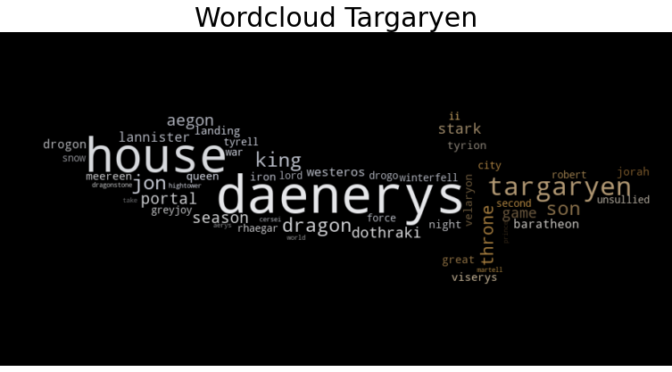 Wordcloud Targaryen
aegon
ii
landing
stark
lannister
drogon
tyrell
tyrion
house
war
snow
king
city
meereen
queen
iron
lord
westeros
drogo
winterfell
robert
jorah
dragonstone
jon
hightower
daenerys
velaryon
targaryen
take
portal
unsullied
second
greyjoy
season
cersei
force
throne
game
son
aerys
rhaegar
dragon
night
baratheon
world
dothraki
great
martell
viserys